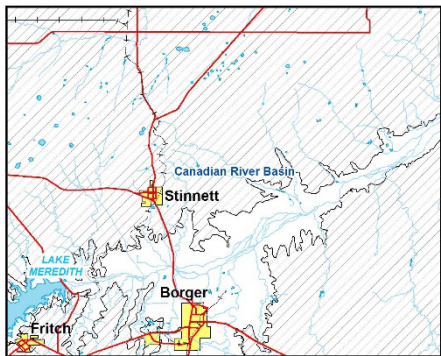 Canadian River Basin
Stinnett
LAKE
MEREDITH
Borger
Fritch